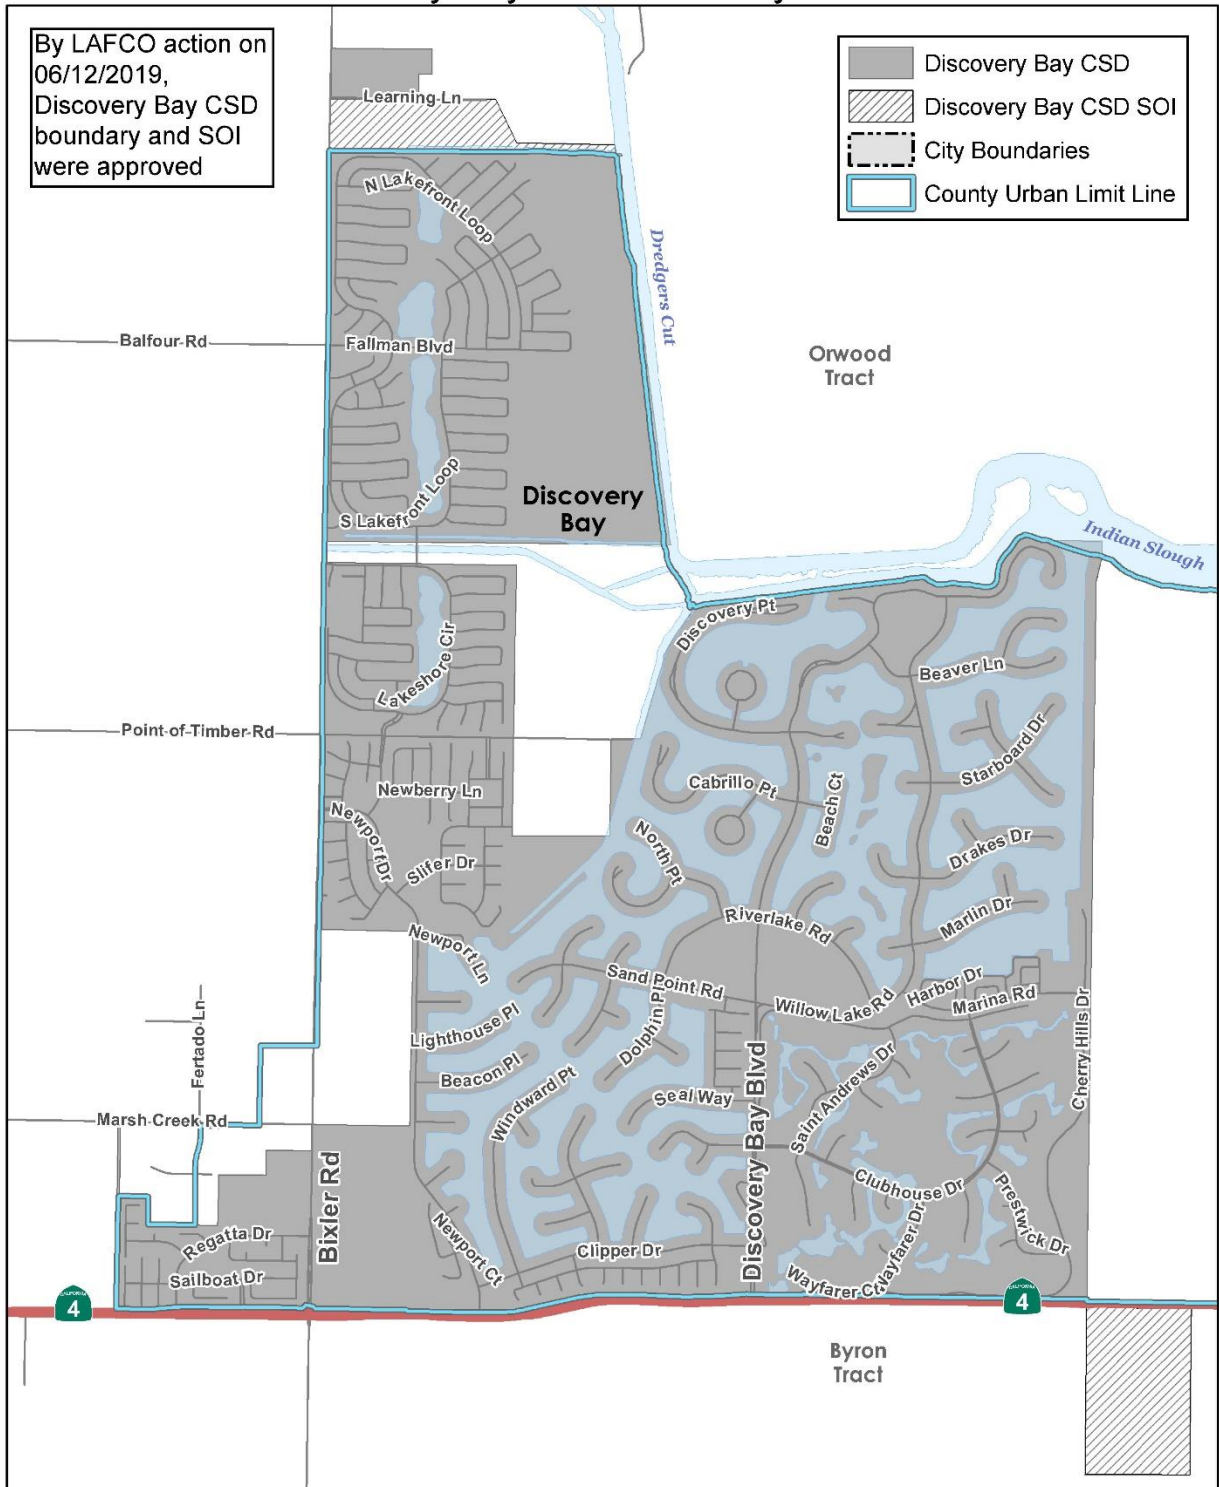 By LAFCO action on
06/12/2019,
Discovery Bay CSD
boundary and SOI
were approved
Discovery Bay CSD
Discovery Bay CSD SOI
City Boundaries
County Urban Limit Line
Learning Ln
N Lakefront Loop
Dredgers Cut
Balfour Rd
Fallman Blvd
Orwood
Tract
S Lakefront Loop
Discovery
Bay
Indian Slough
Discovery Pt
Lakeshore Cir
Beaver Ln
Point of Timber Rd
Starboard Dr
Newberry Ln
Cabrillo Pt
Beach Ct
Newport Dr
Slifer Dr
North Pt
Drakes Dr
Riverlake Rd
Marlin Dr
Newport Ln
Sand Point Rd
Harbor Dr
Willow Lake Rd
Marina Rd
Fertado Ln
Lighthouse Pl
Dolphin Pl
Cherry Hills Dr
Beacon Pl
Windward Pt
Saint Andrews Dr
Seal Way
Marsh Creek Rd
Bixler Rd
Discovery Bay Blvd
Clubhouse Dr
Prestwick Dr
Regatta Dr
Newport Ct
Clipper Dr
Wayfarer Dr
Sailboat Dr
Wayfarer Ct
CALIFORNIA
4
CALIFORNIA
4
Byron
Tract